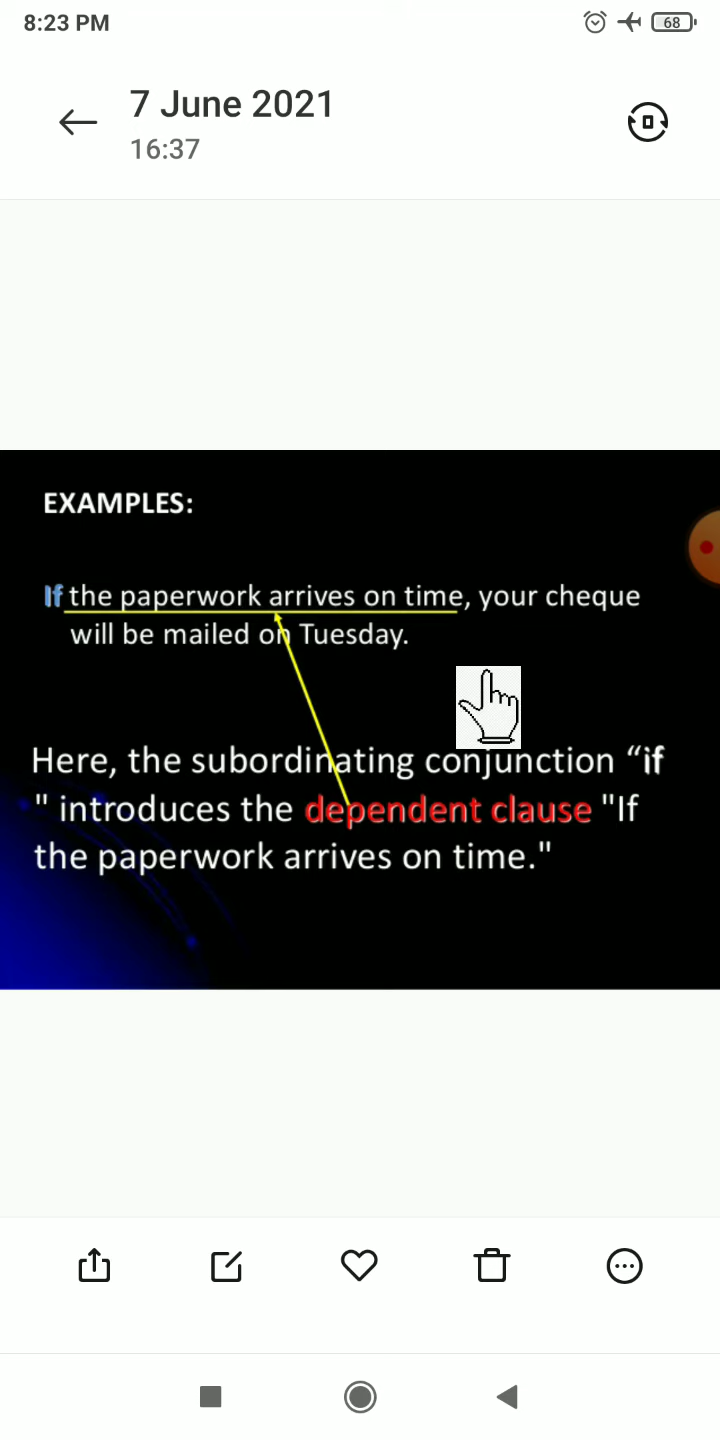 8:23 PM
68
7 June 2021
16:37
EXAMPLES:
If the paperwork arrives on time, your cheque
will be mailed on Tuesday.
Here, the subordinating conjunction “if
" introduces the dependent clause "If
the paperwork arrives on time."